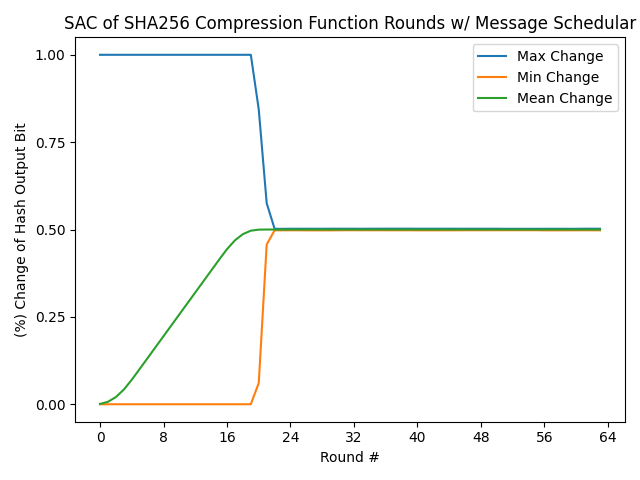 SAC of SHA256 Compression Function Rounds w/ Message Schedular
Max Change
Min Change
Mean Change
(%) Change of Hash Output Bit
1.00
0.75
0.50
0.25
0.00
0 8 16 24 32 40 48 56 64
Round #